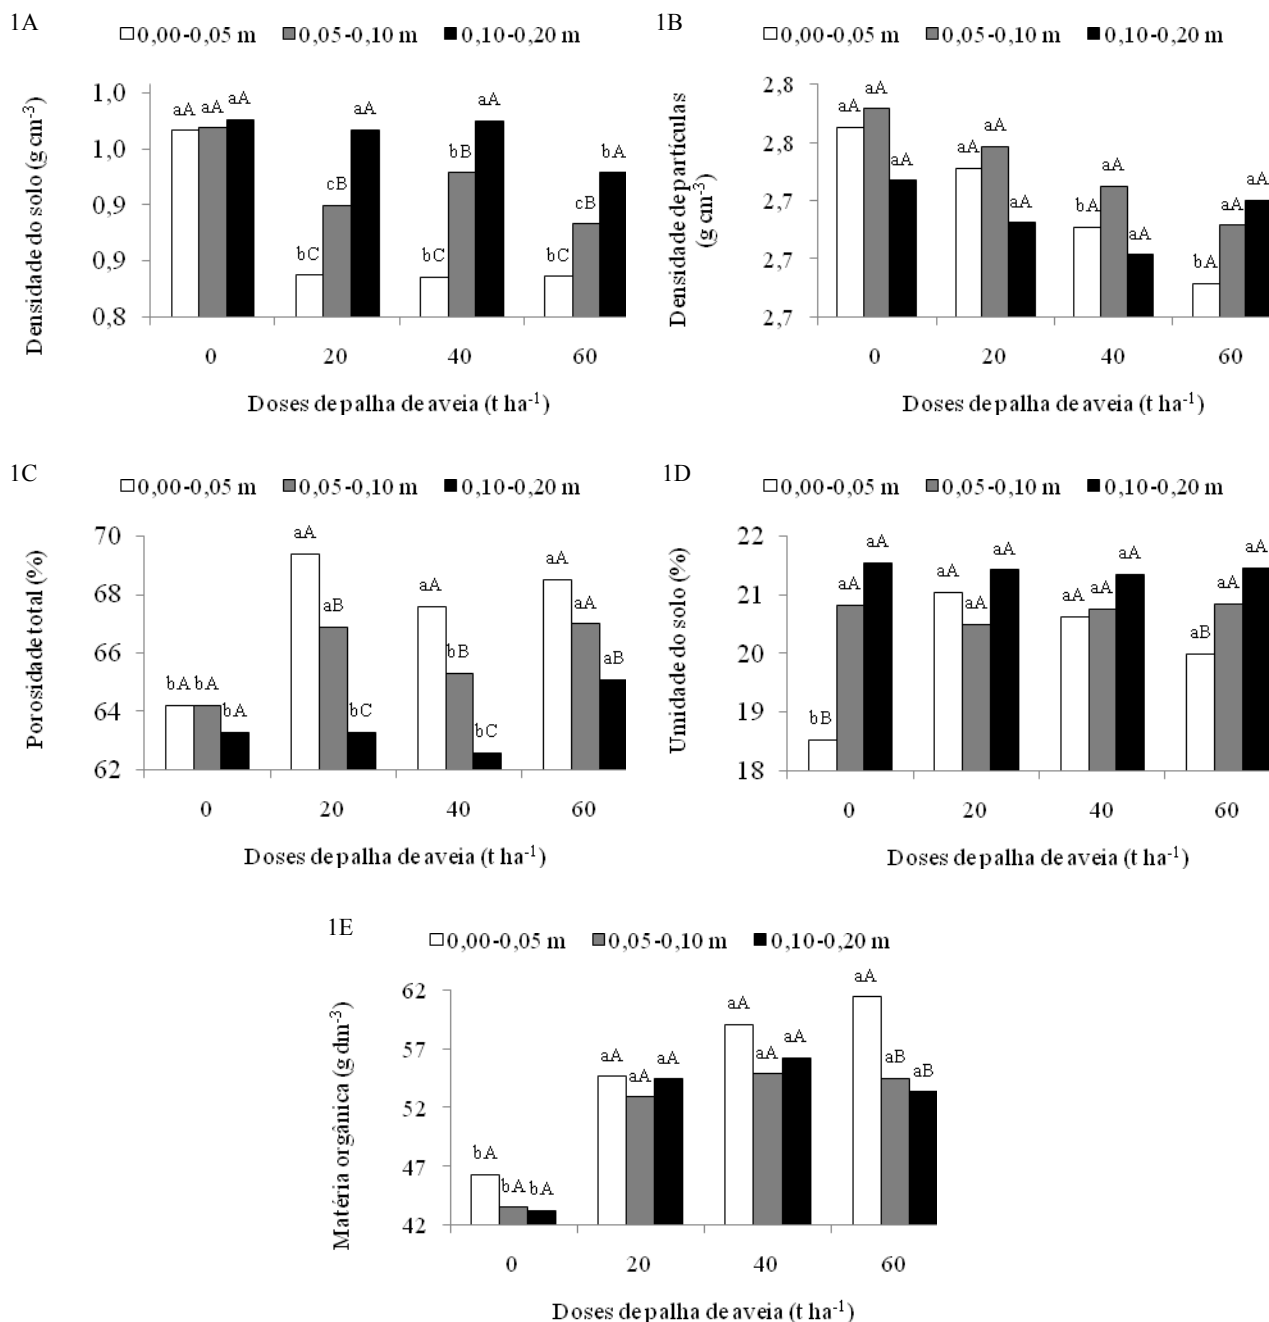 1A
0,00-0,05 m 0,05-0,10 m 0,10-0,20 m
Densidade do solo (g cm-3)
1,0
1,0
0,9
0,9
0,8
aA aA aA
bC cB aA
bC bB aA
bC cB bA
0 20 40 60
Doses de palha de aveia (t ha-1)
1B
0,00-0,05 m 0,05-0,10 m 0,10-0,20 m
Densidade de partículas
(g cm-3)
2,8
2,8
2,7
2,7
2,7
aA aA aA
aA aA aA
bA aA aA
bA aA aA
0 20 40 60
Doses de palha de aveia (t ha-1)
1C
0,00-0,05 m 0,05-0,10 m 0,10-0,20 m
Porosidade total (%)
70
68
66
64
62
bA bA bA
aA aB bC
aA bB bC
aA aA aB
0 20 40 60
Doses de palha de aveia (t ha-1)
1D
0,00-0,05 m 0,05-0,10 m 0,10-0,20 m
Umidade do solo (%)
22
21
20
19
18
bB aA aA
aA aA aA
aA aA aA
aB aA aA
0 20 40 60
Doses de palha de aveia (t ha-1)
1E
0,00-0,05 m 0,05-0,10 m 0,10-0,20 m
Matéria orgânica (g dm-3)
62
57
52
47
42
bA bA bA
aA aA aA
aA aA aA
aA aB aB
0 20 40 60
Doses de palha de aveia (t ha-1)